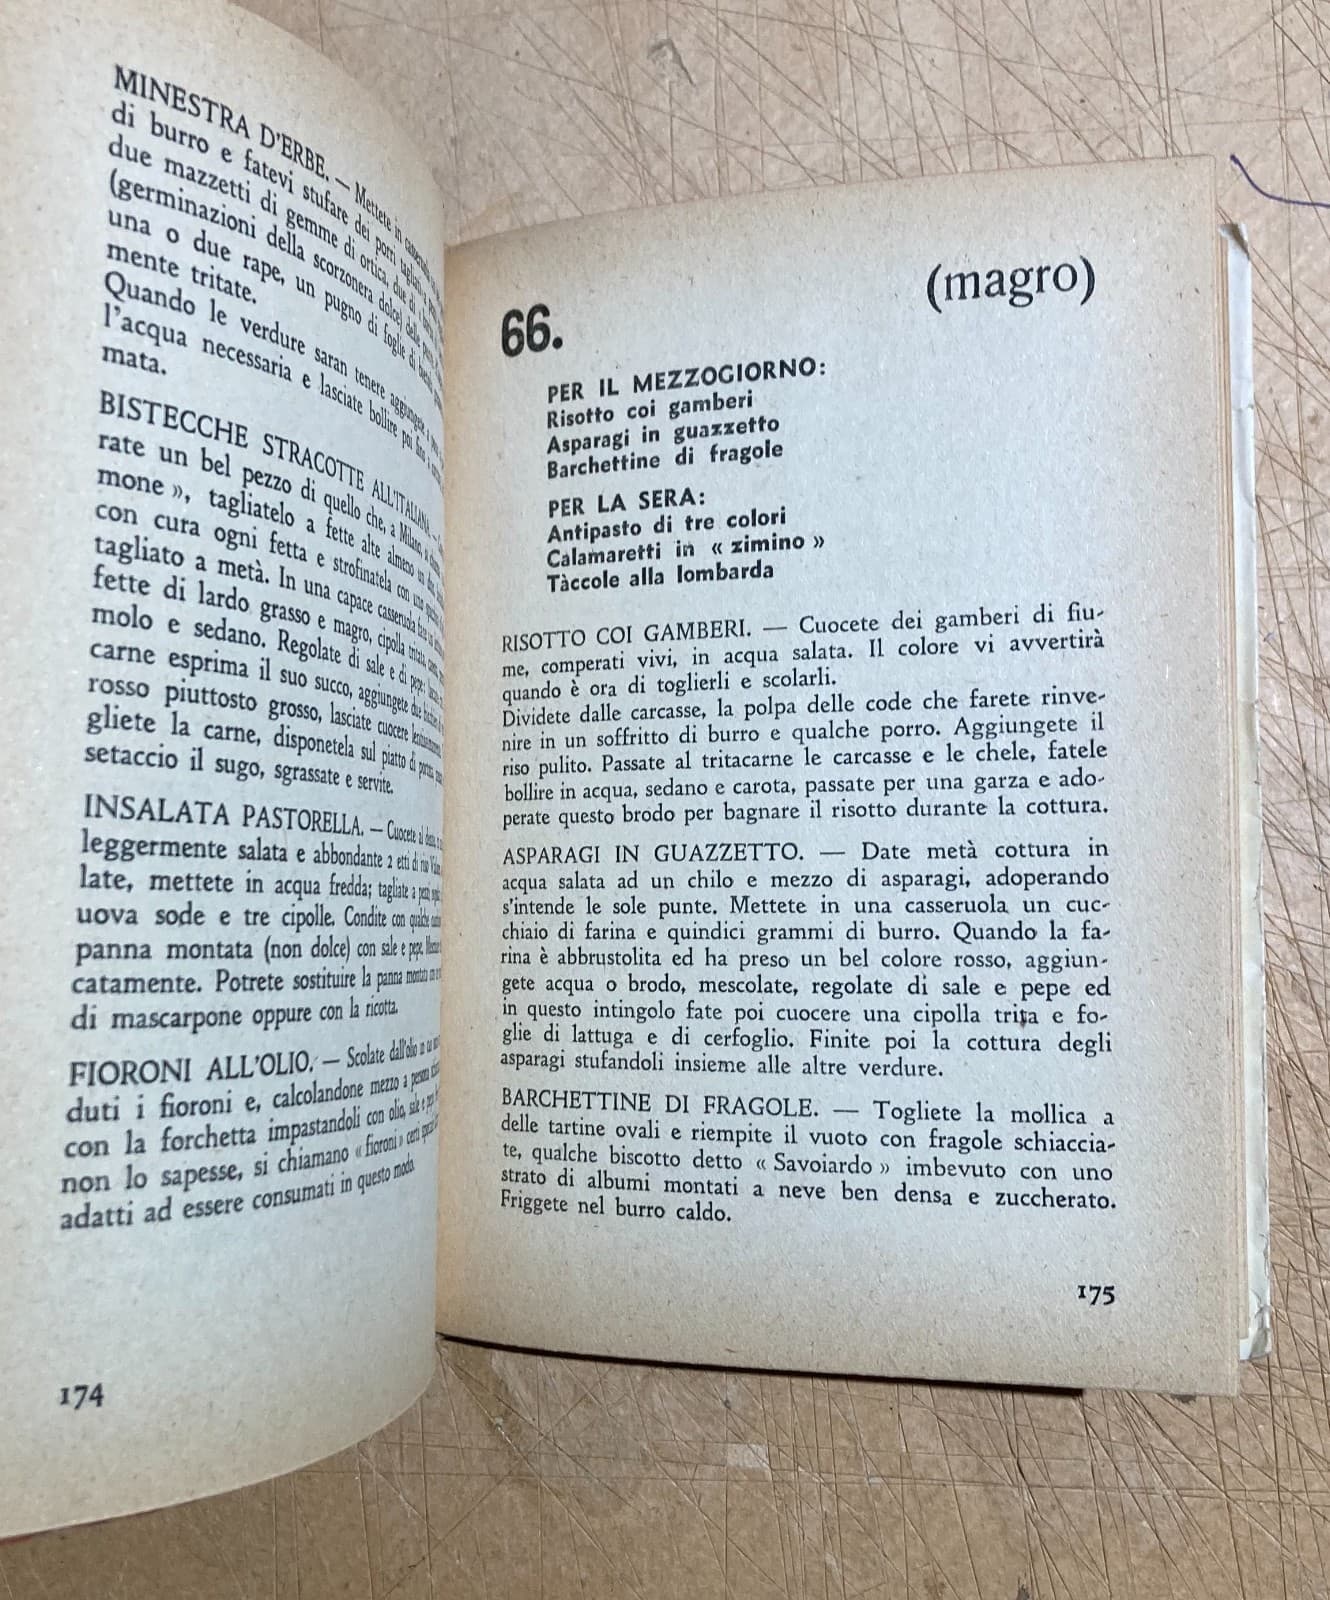 MINESTRA D'ERBE. — Mettete in
di burro e fatevi stufare dei porri tagliati
due mazzetti di gemme di ortica, due di
(germinazioni della scorzonera dolce) dalle
una o due rape, un pugno di foglie di
mente tritate.
Quando le verdure saran tenere aggiungete
l'acqua necessaria e lasciate bollire poi fino a
mata.
BISTECCHE STRACOTTE ALL'ITALIANA. —
rate un bel pezzo di quello che, a Milano, si chiama
mone », tagliatelo a fette alte almeno un dito,
con cura ogni fetta e strofinatela con uno
tagliato a metà. In una capace casseruola fate
fette di lardo grasso e magro, cipolla tritata,
molo e sedano. Regolate di sale e di pepe;
carne esprima il suo succo, aggiungete due bicchieri
rosso piuttosto grosso, lasciate cuocere lentissimamente
gliete la carne, disponetela sul piatto di portata,
setaccio il sugo, sgrassate e servite.
INSALATA PASTORELLA. — Cuocete al dente,
leggermente salata e abbondante 2 etti di riso
late, mettete in acqua fredda; tagliate a pezzi
uova sode e tre cipolle. Condite con qualche
panna montata (non dolce) con sale e pepe.
catamente. Potrete sostituire la panna montata
di mascarpone oppure con la ricotta.
FIORONI ALL'OLIO. — Scolate dall'olio in cui
duti i fioroni e, calcolandone mezzo a persona
con la forchetta impastandoli con olio, sale e
non lo sapesse, si chiamano « fioroni » certi
adatti ad essere consumati in questo modo.
174
(magro)
66.
PER IL MEZZOGIORNO:
Risotto coi gamberi
Asparagi in guazzetto
Barchettine di fragole
PER LA SERA:
Antipasto di tre colori
Calamaretti in « zimino »
Tàccole alla lombarda
RISOTTO COI GAMBERI. — Cuocete dei gamberi di fiu-
me, comperati vivi, in acqua salata. Il colore vi avvertirà
quando è ora di toglierli e scolarli.
Dividete dalle carcasse, la polpa delle code che farete rinve-
nire in un soffritto di burro e qualche porro. Aggiungete il
riso pulito. Passate al tritacarne le carcasse e le chele, fatele
bollire in acqua, sedano e carota, passate per una garza e ado-
perate questo brodo per bagnare il risotto durante la cottura.
ASPARAGI IN GUAZZETTO. — Date metà cottura in
acqua salata ad un chilo e mezzo di asparagi, adoperando
s'intende le sole punte. Mettete in una casseruola un cuc-
chiaio di farina e quindici grammi di burro. Quando la fa-
rina è abbrustolita ed ha preso un bel colore rosso, aggiun-
gete acqua o brodo, mescolate, regolate di sale e pepe ed
in questo intingolo fate poi cuocere una cipolla trita e fo-
glie di lattuga e di cerfoglio. Finite poi la cottura degli
asparagi stufandoli insieme alle altre verdure.
BARCHETTINE DI FRAGOLE. — Togliete la mollica a
delle tartine ovali e riempite il vuoto con fragole schiaccia-
te, qualche biscotto detto « Savoiardo » imbevuto con uno
strato di albumi montati a neve ben densa e zuccherato.
Friggete nel burro caldo.
175